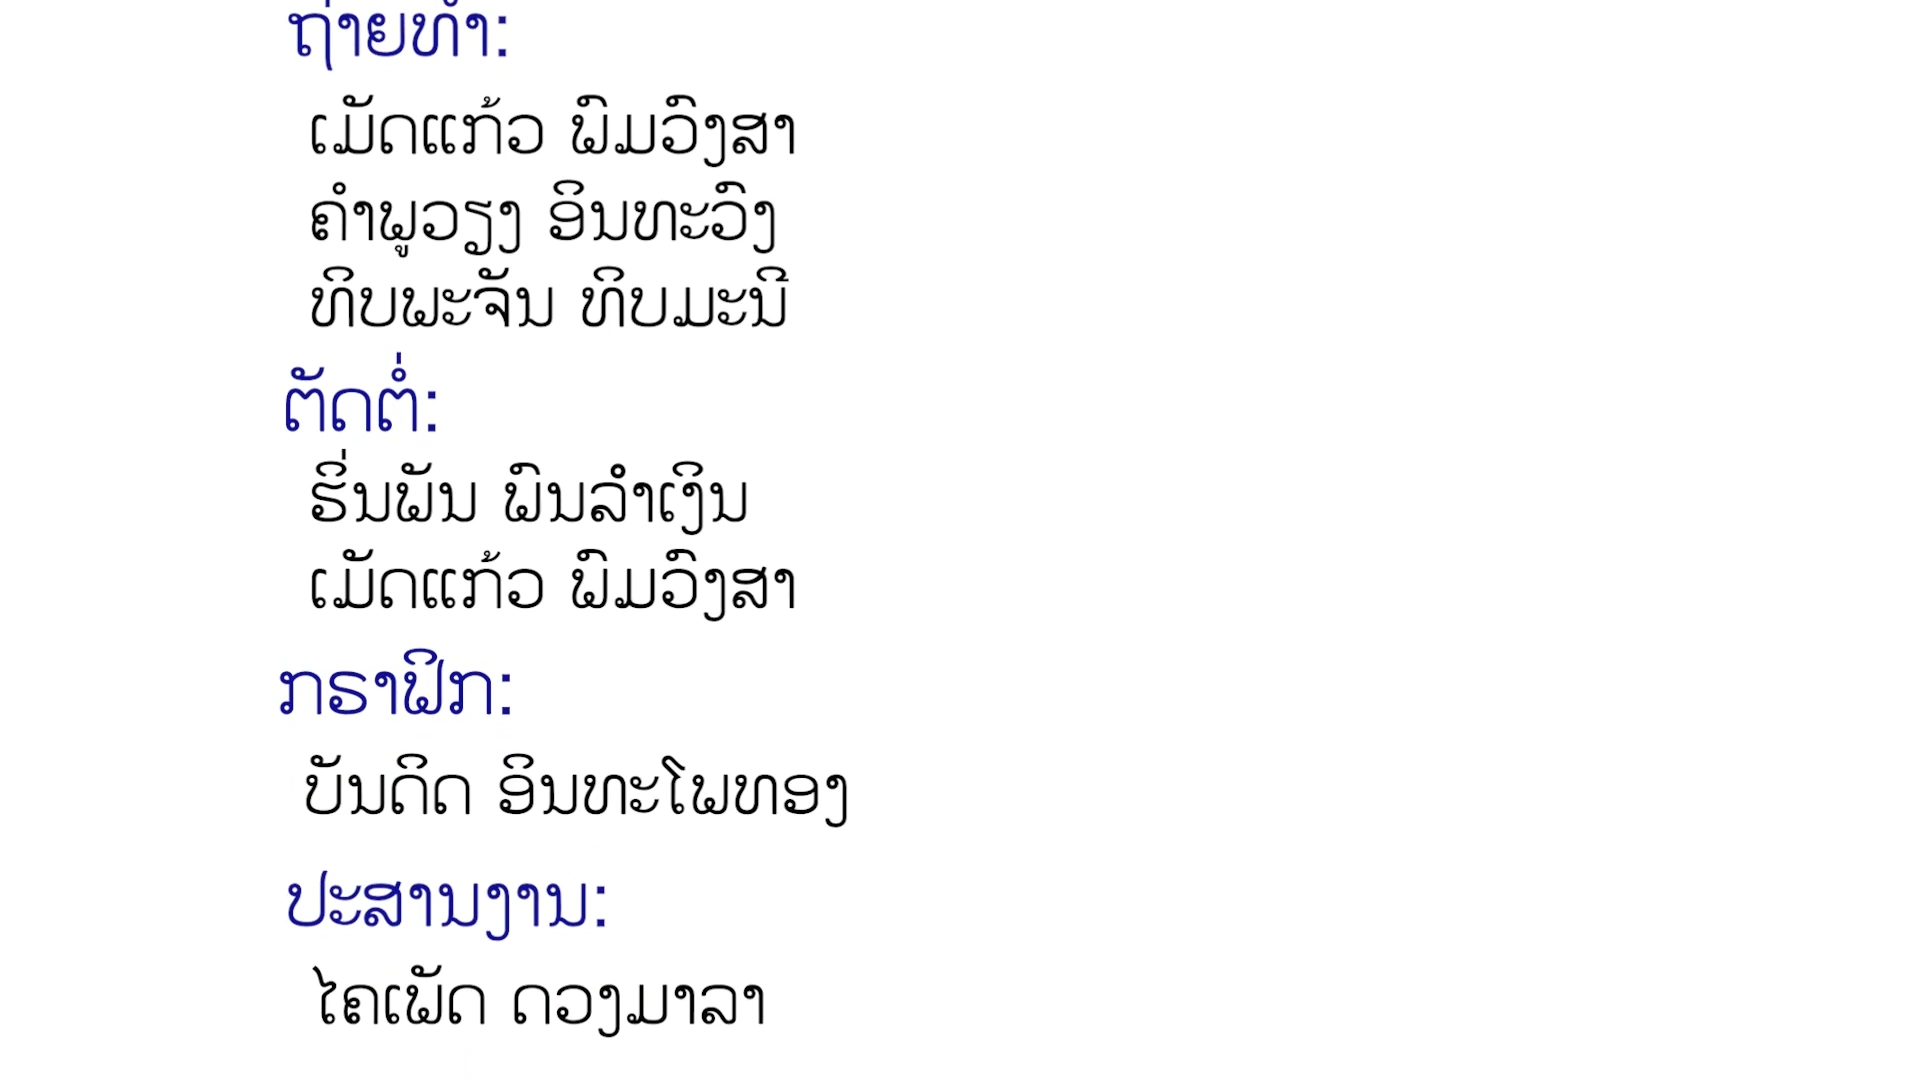 ຖ່າຍທຳ:
ເມັດແກ້ວ ພົມວົງສາ
ຄຳພູວຽງ ອິນທະວົງ
ທິບພະຈັນ ທິບມະນີ
ຕັດຕໍ່:
ຮິ່ນພັນ ພົນລຳເງິນ
ເມັດແກ້ວ ພົມວົງສາ
ກຣາຟິກ:
ບັນດິດ ອິນທະໂພທອງ
ປະສານງານ:
ໄຄເພັດ ດວງມາລາ